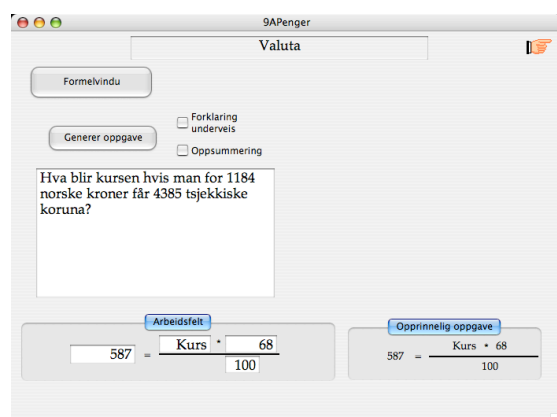 9APenger
Valuta
Formelvindu
Generer oppgave
Forklaring
underveis
Oppsummering
Hva blir kursen hvis man for 1184
norske kroner får 4385 tsjekkiske
koruna?
Arbeidsfelt
587 = Kurs * 68
100
Opprinnelig oppgave
587 = Kurs * 68
100